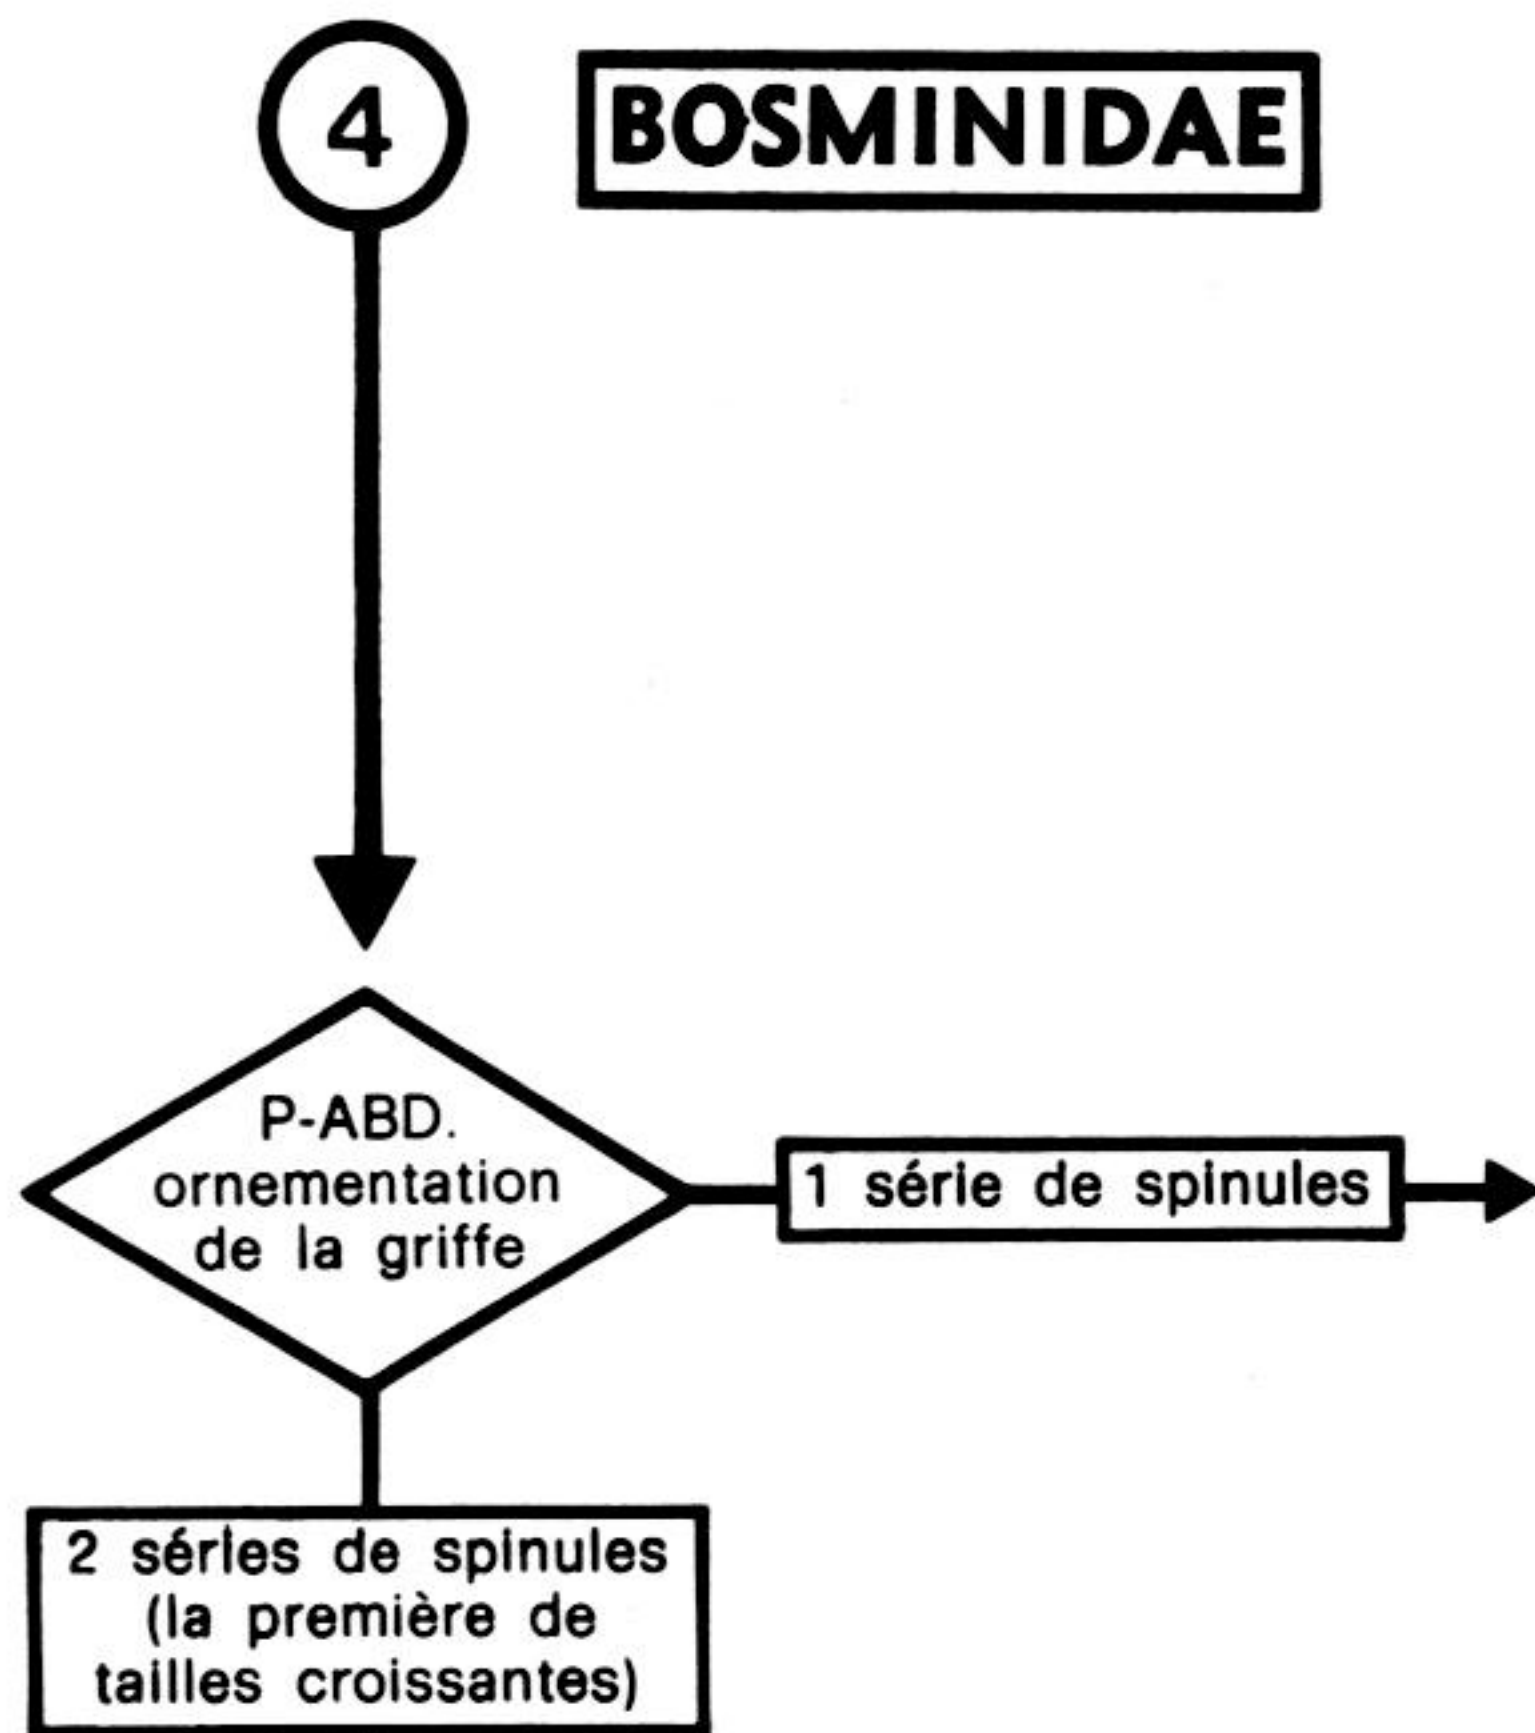 4
BOSMINIDAE
P-ABD.
ornementation
de la griffe
1 série de spinules
2 séries de spinules
(la première de
tailles croissantes)